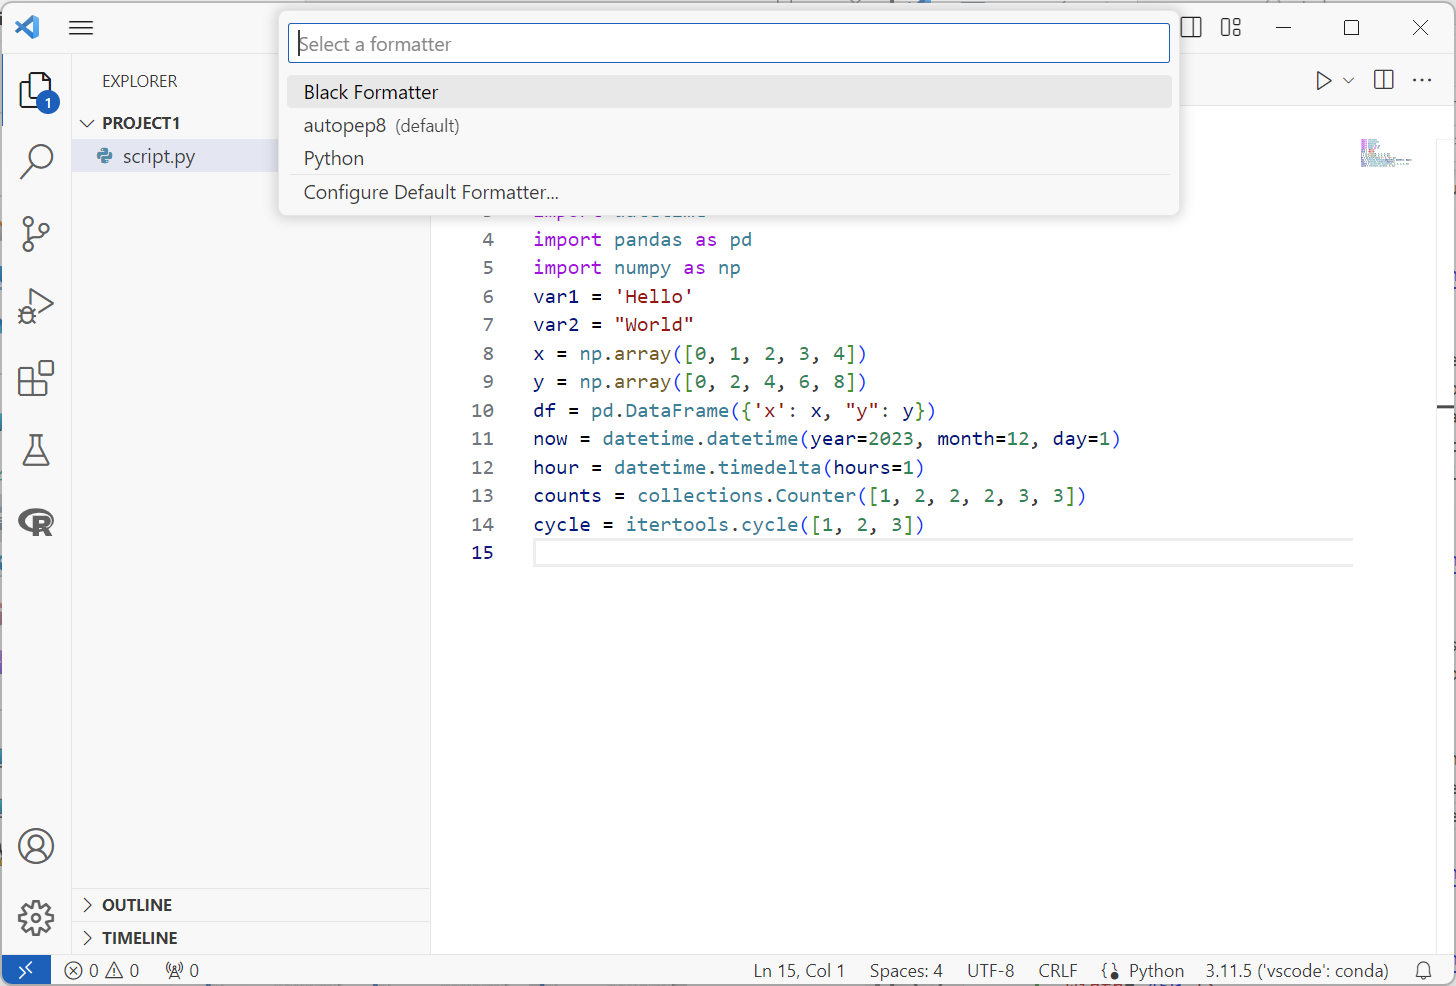 Select a formatter
Black Formatter
autopep8 (default)
Python
Configure Default Formatter...
1
EXPLORER
PROJECT1
script.py
4 import pandas as pd
5 import numpy as np
6 var1 = 'Hello'
7 var2 = "World"
8 x = np.array([0, 1, 2, 3, 4])
9 y = np.array([0, 2, 4, 6, 8])
10 df = pd.DataFrame({'x': x, "y": y})
11 now = datetime.datetime(year=2023, month=12, day=1)
12 hour = datetime.timedelta(hours=1)
13 counts = collections.Counter([1, 2, 2, 2, 3, 3])
14 cycle = itertools.cycle([1, 2, 3])
15
R
OUTLINE
TIMELINE
0 0 0 Ln 15, Col 1 Spaces: 4 UTF-8 CRLF Python 3.11.5 ('vscode': conda)